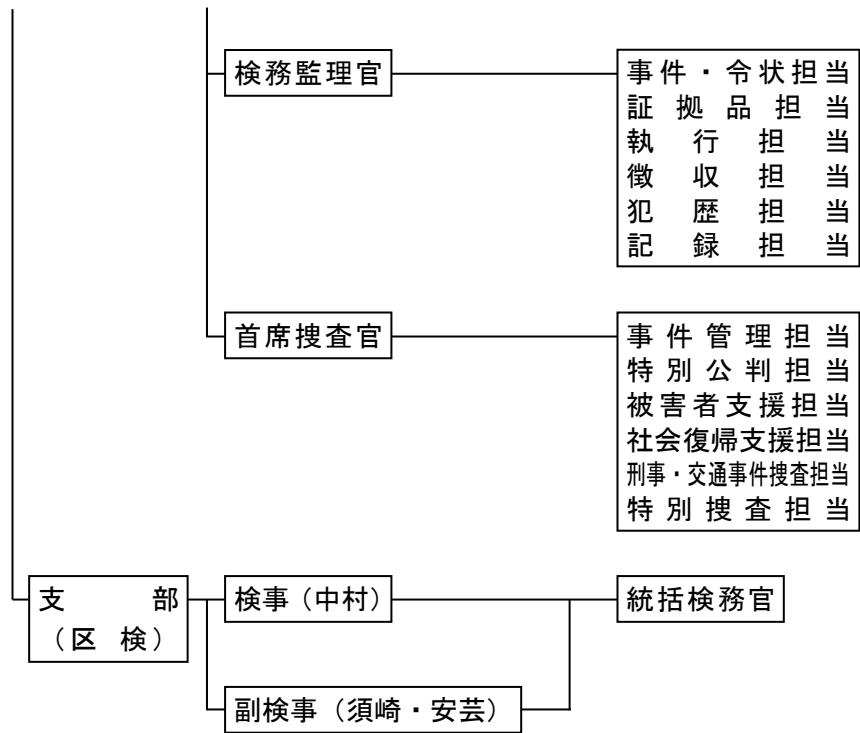 検務監理官
事件・令状担当
証拠品担当
執行担当
徴収担当
犯歴担当
記録担当
首席捜査官
事件管理担当
特別公判担当
被害者支援担当
社会復帰支援担当
刑事・交通事件捜査担当
特別捜査担当
支部
（区検）
検事（中村）
統括検務官
副検事（須崎・安芸）